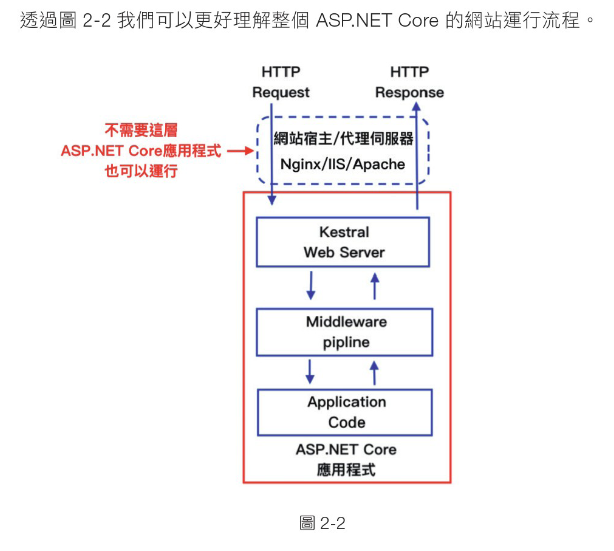 透過圖 2-2 我們可以更好理解整個 ASP.NET Core 的網站運行流程。
HTTP
Request
HTTP
Response
不需要這層
ASP.NET Core應用程式
也可以運行
網站宿主/代理伺服器
Nginx/IIS/Apache
Kestral
Web Server
Middleware
pipline
Application
Code
ASP.NET Core
應用程式
圖 2-2